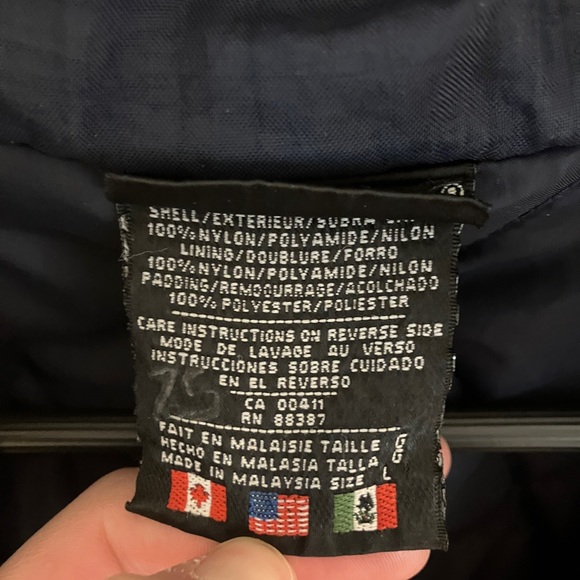 SHELL/EXTERIEUR/SOBRA
100%NYLON/POLYAMIDE/NILON
LINING/DOUBLURE/FORRO
100%NYLON/POLYAMIDE/NILON
PADDING/REMBOURRAGE/ACOLCHADO
100% POLYESTER/POLIESTER
CARE INSTRUCTIONS ON REVERSE SIDE
MODE DE LAVAGE AU VERSO
INSTRUCCIONES SOBRE CUIDADO
EN EL REVERSO
75
CA 00411
RN 88387
FAIT EN MALAISIE TAILLE G
HECHO EN MALASIA TALLA G
MADE IN MALAYSIA SIZE L